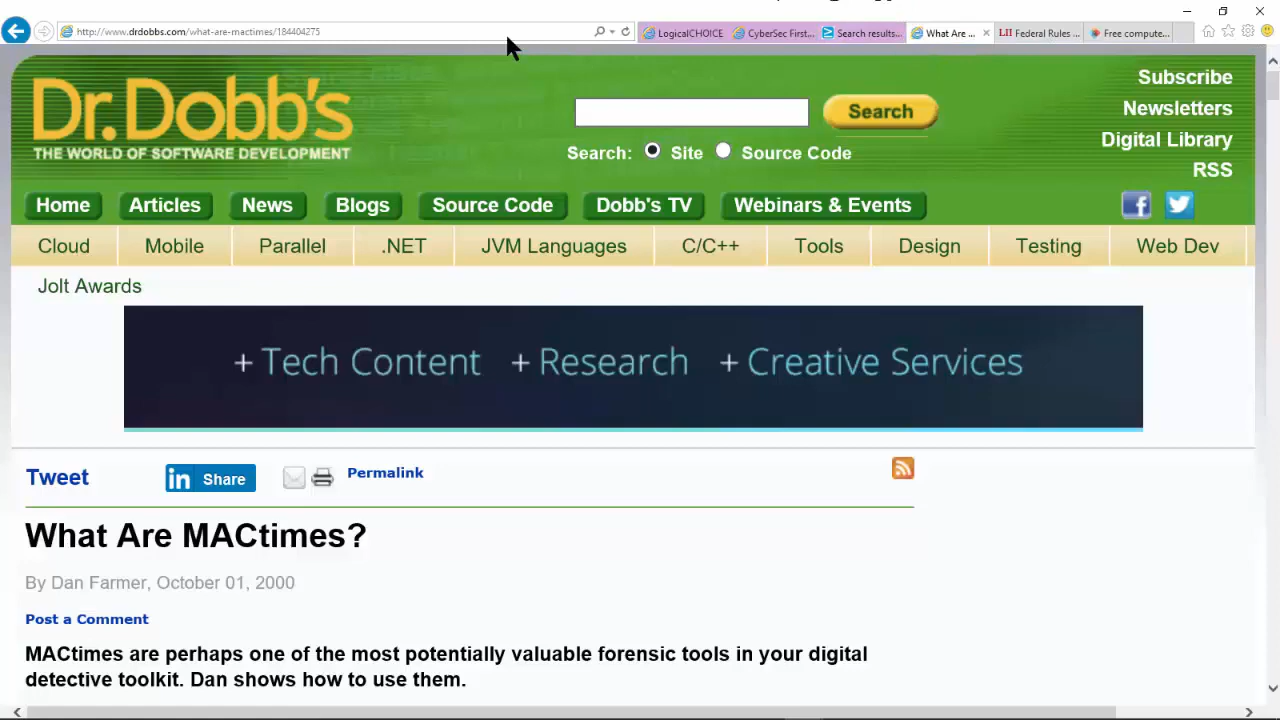 http://www.drdobbs.com/what-are-mactimes/184404275
LogicalCHOICE
CyberSec First...
Search results...
What Are ...
LII Federal Rules ...
Free compute...
Dr.Dobb's
THE WORLD OF SOFTWARE DEVELOPMENT
Search
Search: Site Source Code
Subscribe
Newsletters
Digital Library
RSS
Home Articles News Blogs Source Code Dobb's TV Webinars & Events
Cloud Mobile Parallel .NET JVM Languages C/C++ Tools Design Testing Web Dev
Jolt Awards
+ Tech Content + Research + Creative Services
Tweet in Share Permalink
What Are MACtimes?
By Dan Farmer, October 01, 2000
Post a Comment
MACtimes are perhaps one of the most potentially valuable forensic tools in your digital
detective toolkit. Dan shows how to use them.